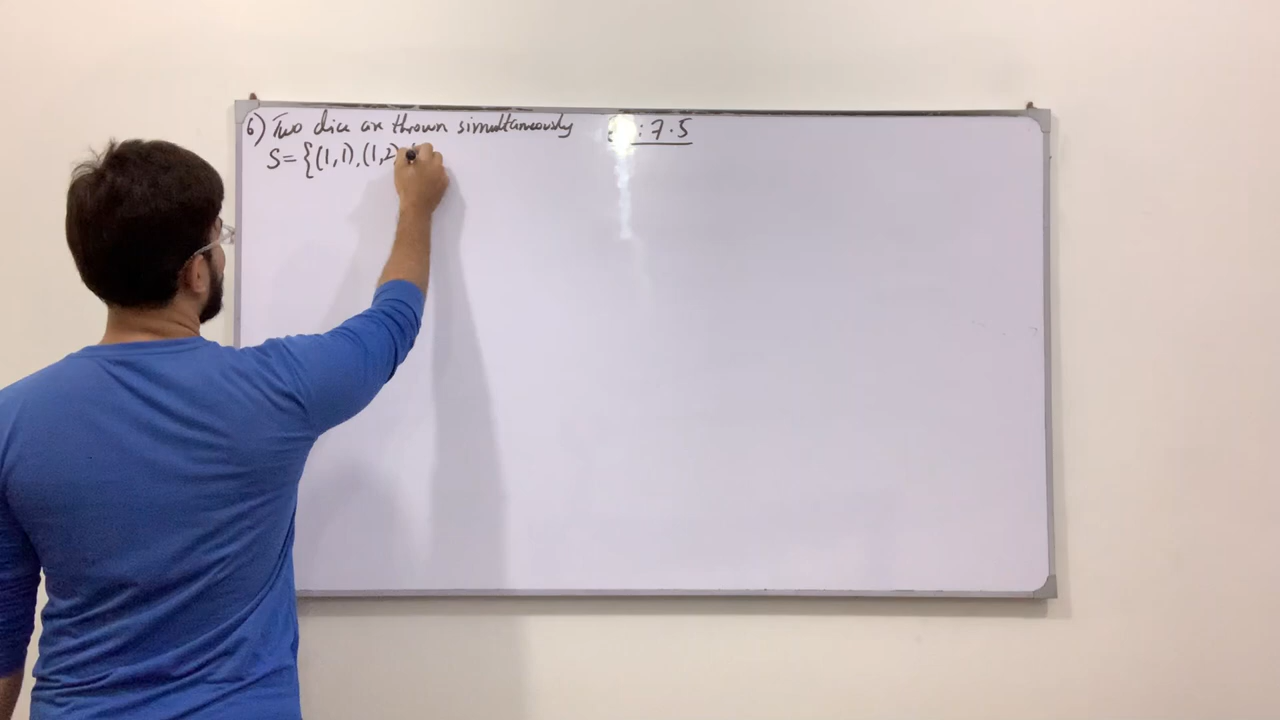 6) Two dice are thrown simultaneously : 7.5
S = {(1,1), (1,2)